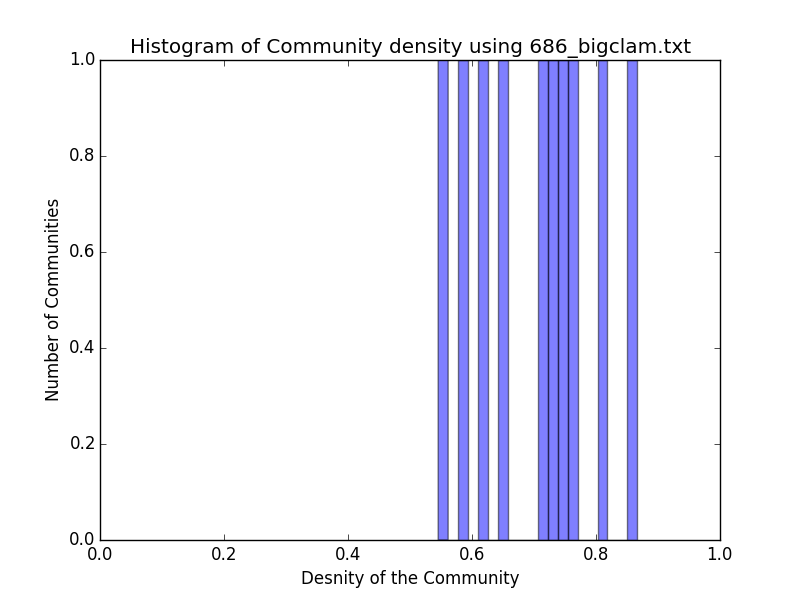 Histogram of Community density using 686_bigclam.txt
1.0
0.8
0.6
0.4
0.2
0.0
Number of Communities
0.0 0.2 0.4 0.6 0.8 1.0
Desnity of the Community